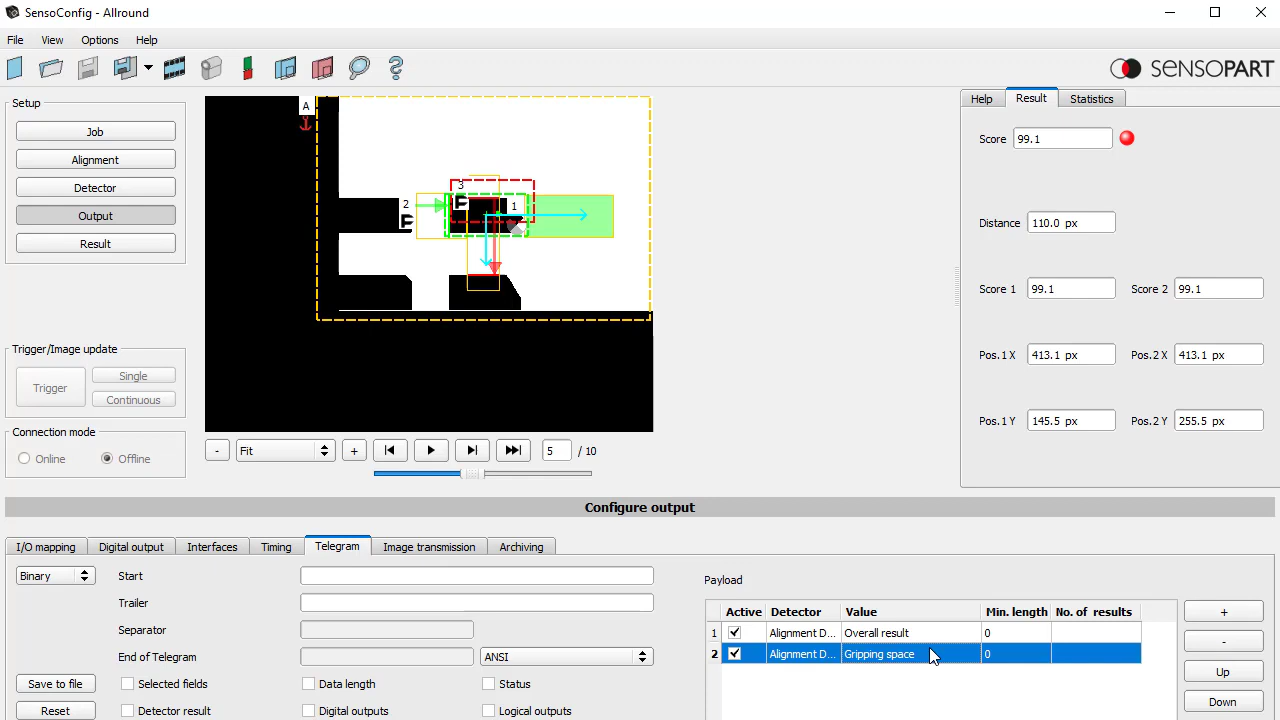 SensoConfig - Allround
File View Options Help
SENSOPART
Setup
Job
Alignment
Detector
Output
Result
Trigger/Image update
Trigger
Single
Continuous
Connection mode
Online Offline
A
3
2
1
- Fit + 5 / 10
Help Result Statistics
Score 99.1
Distance 110.0 px
Score 1 99.1 Score 2 99.1
Pos.1 X 413.1 px Pos.2 X 413.1 px
Pos.1 Y 145.5 px Pos.2 Y 255.5 px
Configure output
I/O mapping Digital output Interfaces Timing Telegram Image transmission Archiving
Binary Start
Trailer
Separator
End of Telegram ANSI
Save to file Selected fields Data length Status
Reset Detector result Digital outputs Logical outputs
Payload
Active Detector Value Min. length No. of results
1 Alignment D... Overall result 0
2 Alignment D... Gripping space 0
+
-
Up
Down